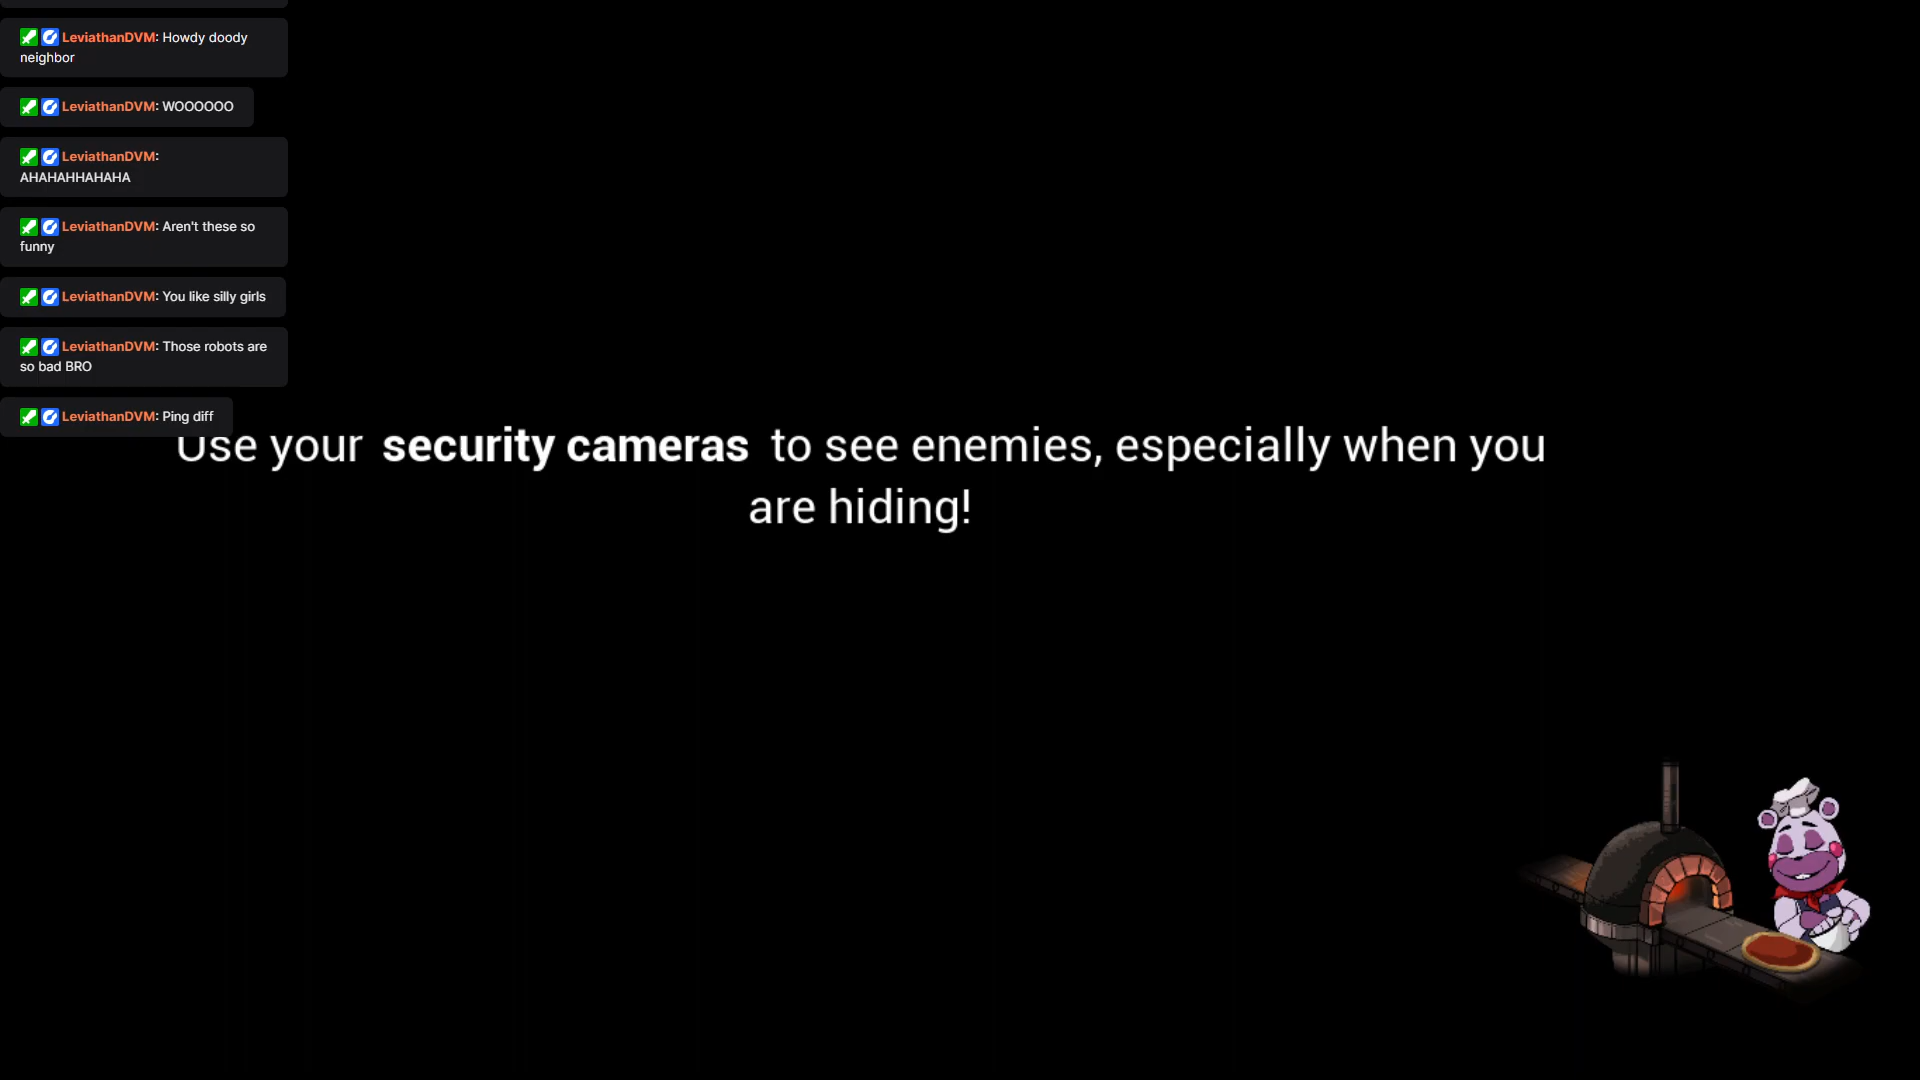 LeviathanDVM: Howdy doody
neighbor
LeviathanDVM: WOOOOOO
LeviathanDVM:
AHAHAHHAHAHA
LeviathanDVM: Aren't these so
funny
LeviathanDVM: You like silly girls
LeviathanDVM: Those robots are
so bad BRO
LeviathanDVM: Ping diff
Use your security cameras to see enemies, especially when you
are hiding!